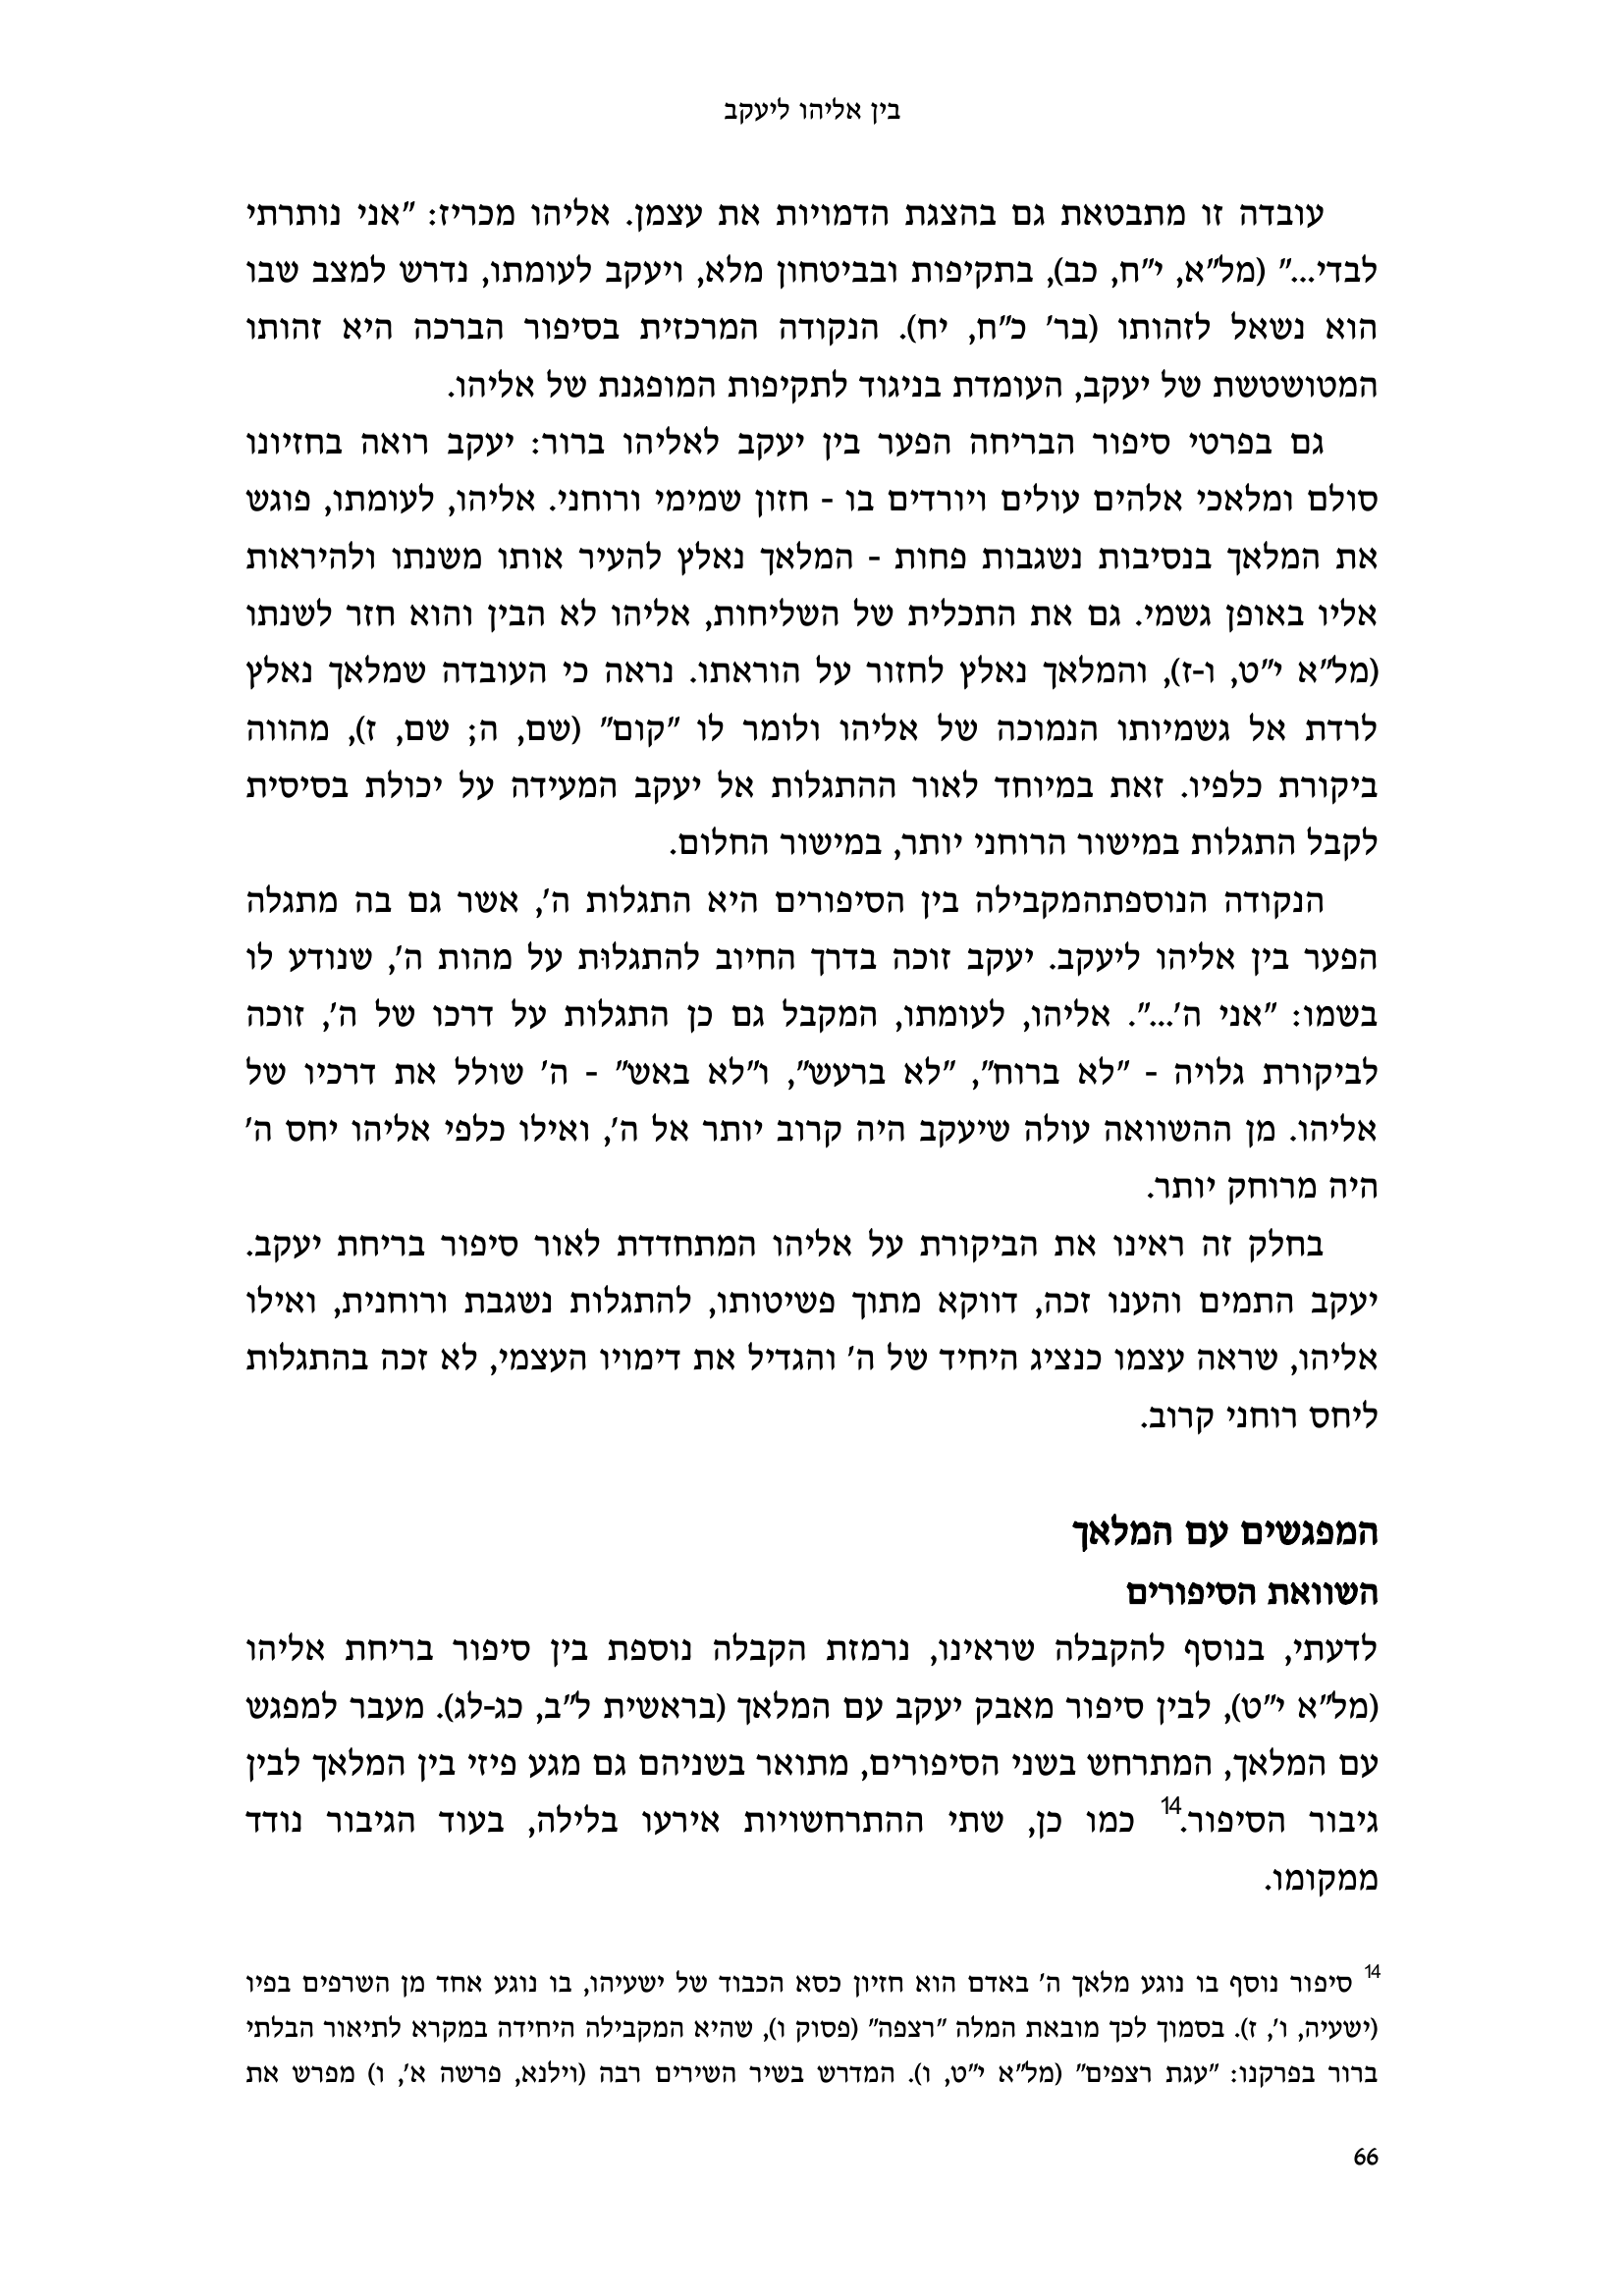 בין אליהו ליעקב
עובדה זו מתבטאת גם בהצגת הדמויות את עצמן. אליהו מכריז: "אני נותרתי
לבדי..." (מל"א, י"ח, כב), בתקיפות ובביטחון מלא, ויעקב לעומתו, נדרש למצב שבו
הוא נשאל לזהותו (בר' כ"ח, יח). הנקודה המרכזית בסיפור הברכה היא זהותו
המטושטשת של יעקב, העומדת בניגוד לתקיפות המופגנת של אליהו.
גם בפרטי סיפור הבריחה הפער בין יעקב לאליהו ברור: יעקב רואה בחזיונו
סולם ומלאכי אלהים עולים ויורדים בו - חזון שמימי ורוחני. אליהו, לעומתו, פוגש
את המלאך בנסיבות נשגבות פחות - המלאך נאלץ להעיר אותו משנתו ולהיראות
אליו באופן גשמי. גם את התכלית של השליחות, אליהו לא הבין והוא חזר לשנתו
(מל"א י"ט, ו-ז), והמלאך נאלץ לחזור על הוראתו. נראה כי העובדה שמלאך נאלץ
לרדת אל גשמיותו הנמוכה של אליהו ולומר לו "קום" (שם, ה; שם, ז), מהווה
ביקורת כלפיו. זאת במיוחד לאור ההתגלות אל יעקב המעידה על יכולת בסיסית
לקבל התגלות במישור הרוחני יותר, במישור החלום.
הנקודה הנוספתהמקבילה בין הסיפורים היא התגלות ה', אשר גם בה מתגלה
הפער בין אליהו ליעקב. יעקב זוכה בדרך החיוב להתגלוּת על מהות ה', שנודע לו
בשמו: "אני ה'...". אליהו, לעומתו, המקבל גם כן התגלות על דרכו של ה', זוכה
לביקורת גלויה - "לא ברוח", "לא ברעש", ו"לא באש" - ה' שולל את דרכיו של
אליהו. מן ההשוואה עולה שיעקב היה קרוב יותר אל ה', ואילו כלפי אליהו יחס ה'
היה מרוחק יותר.
בחלק זה ראינו את הביקורת על אליהו המתחדדת לאור סיפור בריחת יעקב.
יעקב התמים והענו זכה, דווקא מתוך פשיטותו, להתגלות נשגבת ורוחנית, ואילו
אליהו, שראה עצמו כנציג היחיד של ה' והגדיל את דימויו העצמי, לא זכה בהתגלות
ליחס רוחני קרוב.
המפגשים עם המלאך
השוואת הסיפורים
לדעתי, בנוסף להקבלה שראינו, נרמזת הקבלה נוספת בין סיפור בריחת אליהו
(מל"א י"ט), לבין סיפור מאבק יעקב עם המלאך (בראשית ל"ב, כג-לג). מעבר למפגש
עם המלאך, המתרחש בשני הסיפורים, מתואר בשניהם גם מגע פיזי בין המלאך לבין
גיבור הסיפור.14 כמו כן, שתי ההתרחשויות אירעו בלילה, בעוד הגיבור נודד
ממקומו.
14 סיפור נוסף בו נוגע מלאך ה' באדם הוא חזיון כסא הכבוד של ישעיהו, בו נוגע אחד מן השרפים בפיו
(ישעיה, ו', ז). בסמוך לכך מובאת המלה "רצפה" (פסוק ו), שהיא המקבילה היחידה במקרא לתיאור הבלתי
ברור בפרקנו: "עגת רצפים" (מל"א י"ט, ו). המדרש בשיר השירים רבה (וילנא, פרשה א', ו) מפרש את
66